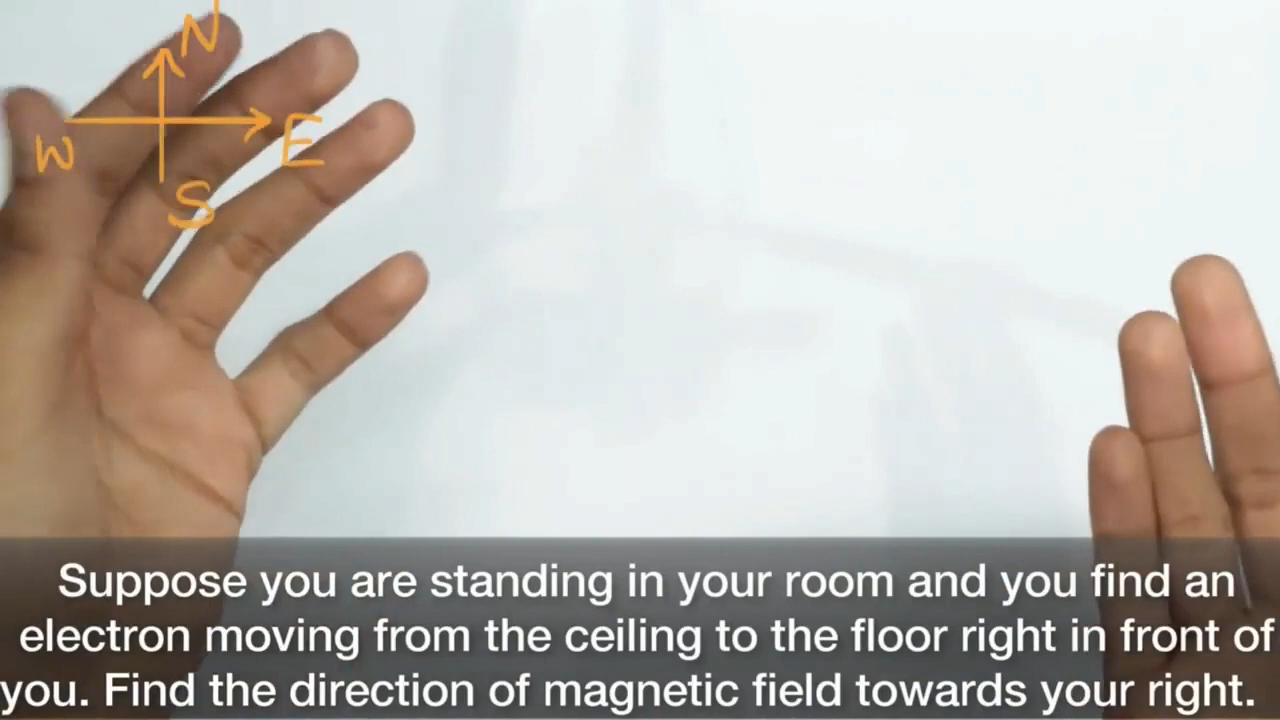 N
W E
S
Suppose you are standing in your room and you find an
electron moving from the ceiling to the floor right in front of
you. Find the direction of magnetic field towards your right.